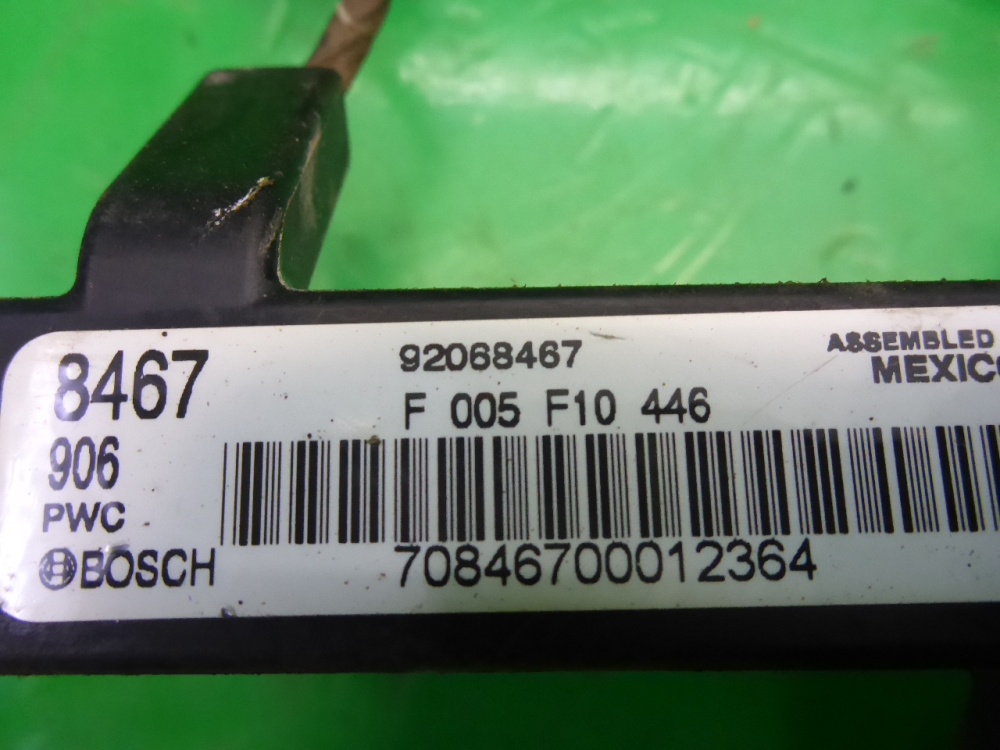 8467
92068467
ASSEMBLED
MEXICO
F 005 F10 446
906
PWC
BOSCH
70846700012364